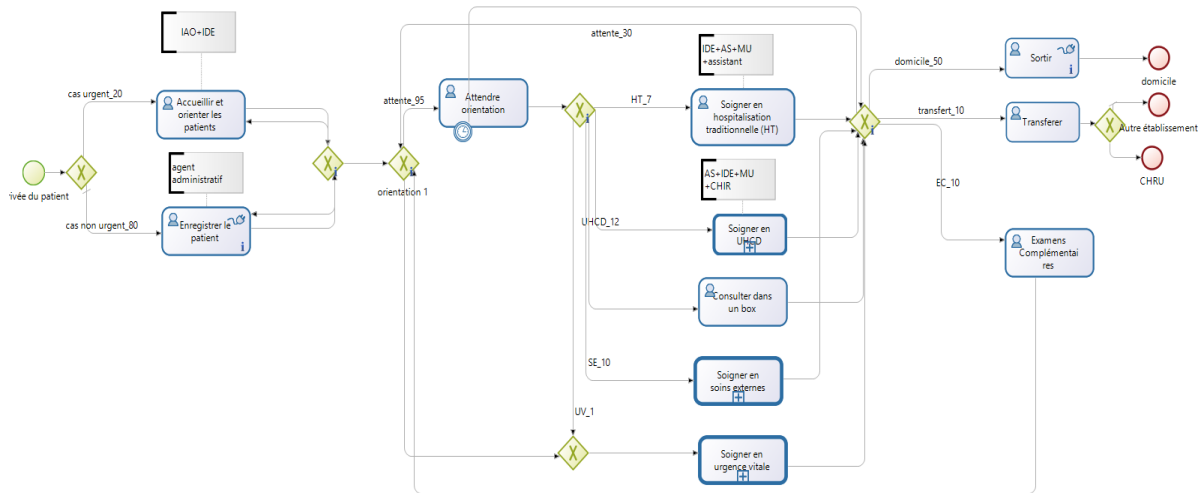 IAO+IDE
cas urgent_20
Accueillir et
orienter les
patients
agent
administratif
rivée du patient
cas non urgent_80
Enregistrer le
patient
orientation 1
attente_95
Attendre
orientation
attente_30
IDE+AS+MU
+assistant
HT_7
Soigner en
hospitalisation
traditionnelle (HT)
AS+IDE+MU
+CHIR
UHCD_12
Soigner en
UHCD
Consulter dans
un box
SE_10
Soigner en
soins externes
UV_1
Soigner en
urgence vitale
domicile_50
Sortir
domicile
transfert_10
Transferer
Autre établissement
CHRU
EC_10
Examens
Complémentai
res